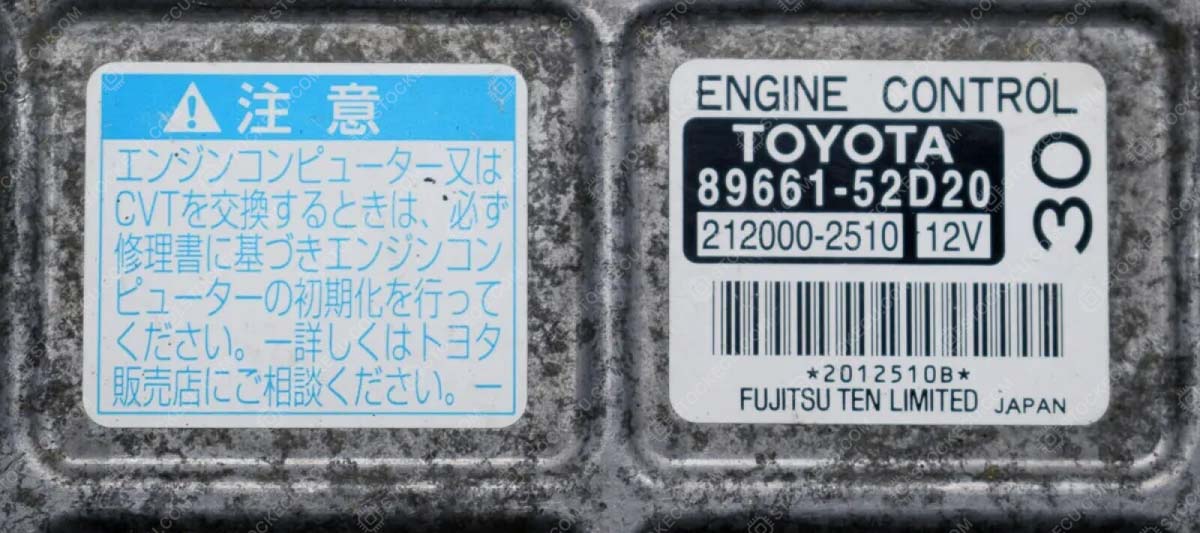 注意
エンジンコンピューター又は
CVTを交換するときは、必ず
修理書に基づきエンジンコン
ピューターの初期化を行って
ください。ー詳しくはトヨタ
販売店にご相談ください。ー
ENGINE CONTROL
TOYOTA
89661-52D20
30
212000-2510 12V
*2012510B*
FUJITSU TEN LIMITED JAPAN
STOCKECU.COM